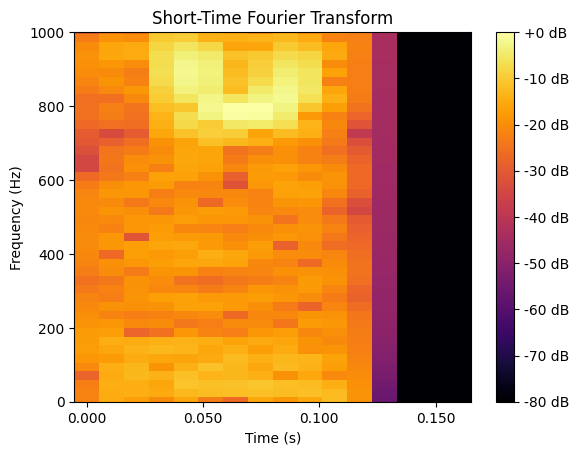 Short-Time Fourier Transform
1000
800
600
400
200
0
Frequency (Hz)
0.000
0.050
0.100
0.150
Time (s)
+0 dB
-10 dB
-20 dB
-30 dB
-40 dB
-50 dB
-60 dB
-70 dB
-80 dB